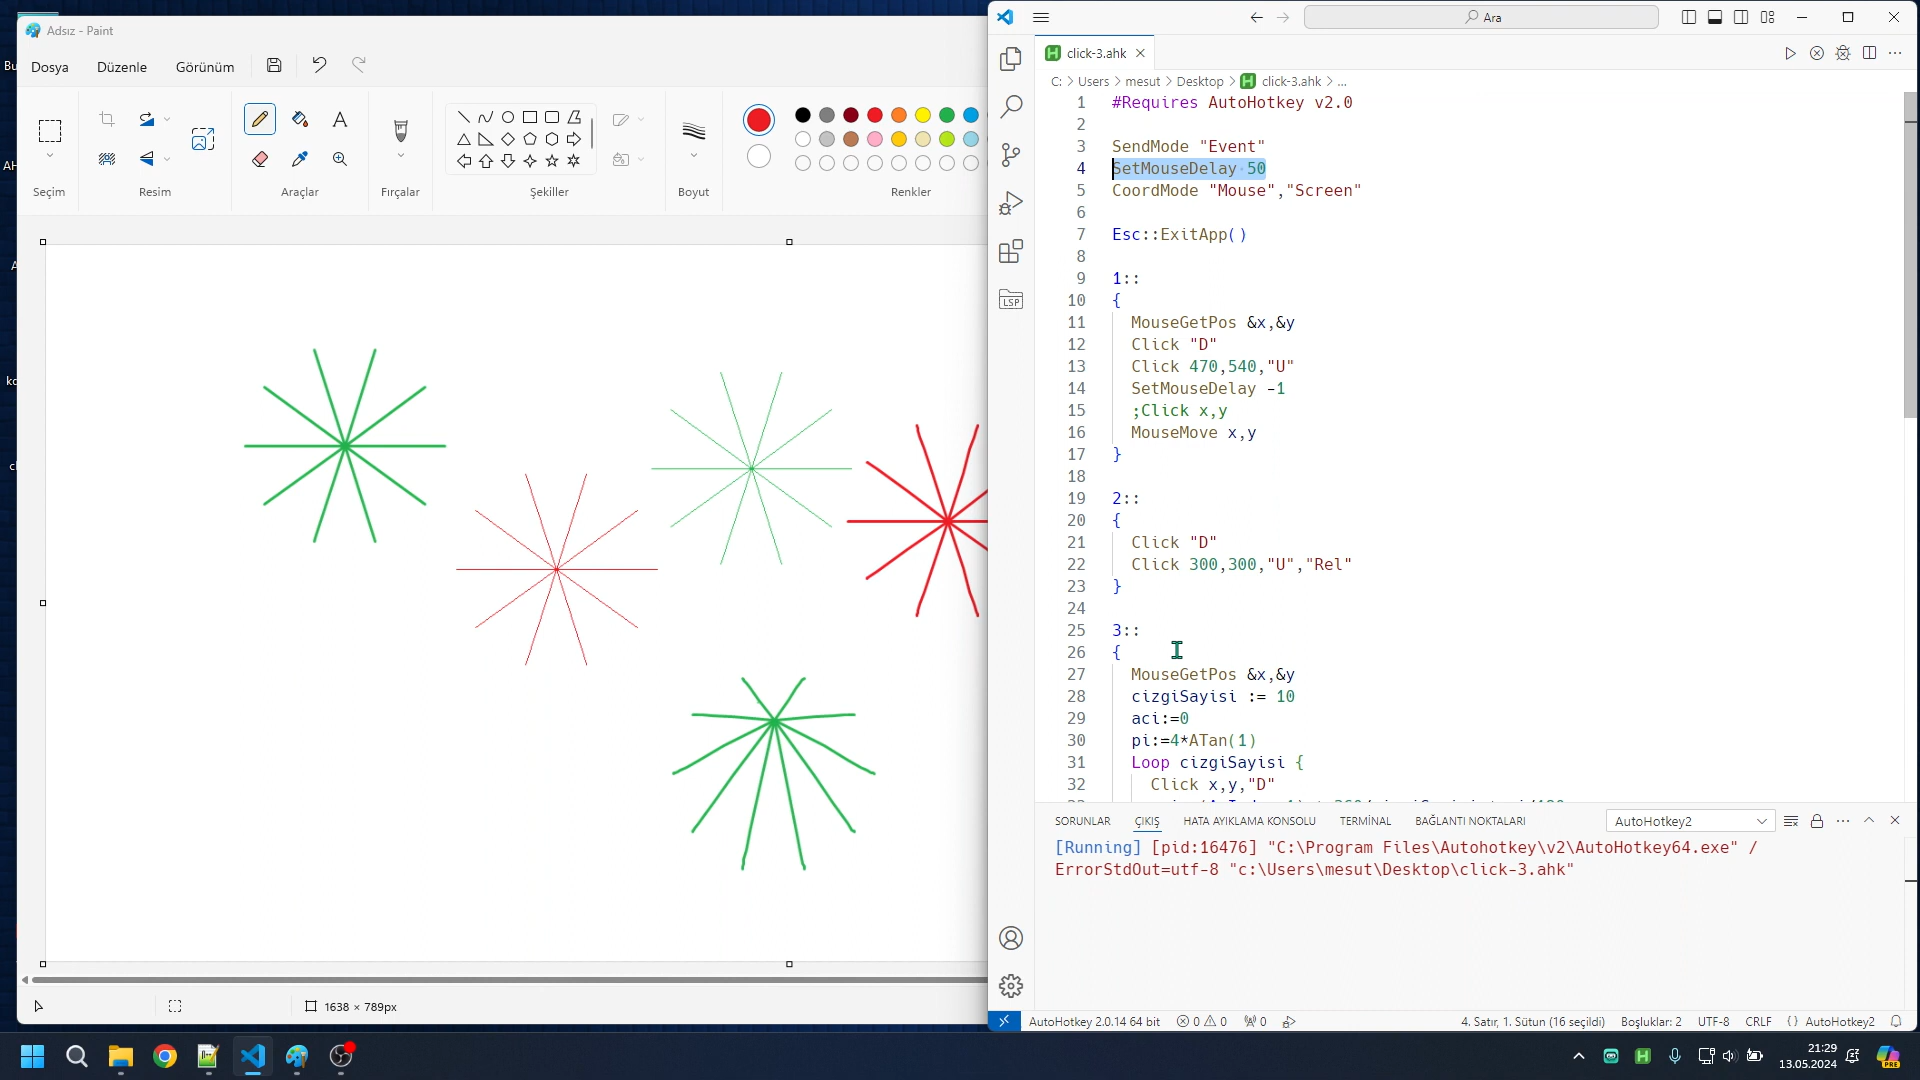 Adsız - Paint
Dosya Düzenle Görünüm
Seçim
Resim
Araçlar
Fırçalar
Şekiller
Boyut
Renkler
1638 × 789px
Ara
click-3.ahk
C: > Users > mesut > Desktop > click-3.ahk > ...
1 #Requires AutoHotkey v2.0
2
3 SendMode "Event"
4 SetMouseDelay 50
5 CoordMode "Mouse","Screen"
6
7 Esc::ExitApp()
8
9 1::
10 {
11 MouseGetPos &x,&y
12 Click "D"
13 Click 470,540,"U"
14 SetMouseDelay -1
15 ;Click x,y
16 MouseMove x,y
17 }
18
19 2::
20 {
21 Click "D"
22 Click 300,300,"U","Rel"
23 }
24
25 3::
26 {
27 MouseGetPos &x,&y
28 cizgiSayisi := 10
29 aci:=0
30 pi:=4*ATan(1)
31 Loop cizgiSayisi {
32 Click x,y,"D"
SORUNLAR ÇIKIŞ HATA AYIKLAMA KONSOLU TERMİNAL BAĞLANTI NOKTALARI AutoHotkey2
[Running] [pid:16476] "C:\Program Files\Autohotkey\v2\AutoHotkey64.exe" /
ErrorStdOut=utf-8 "c:\Users\mesut\Desktop\click-3.ahk"
LSP
AutoHotkey 2.0.14 64 bit 0 0 0 4. Satır, 1. Sütun (16 seçildi) Boşluklar: 2 UTF-8 CRLF { } AutoHotkey2
21:29
13.05.2024
PRE